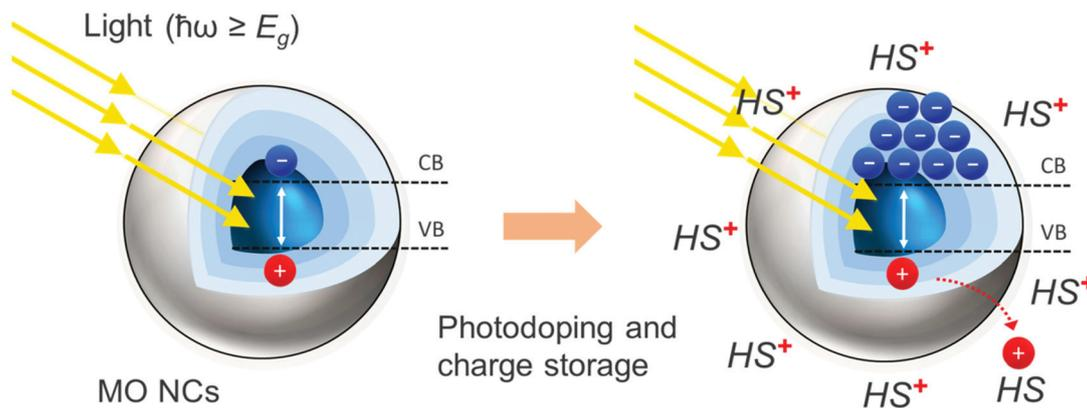 Light (ħω ≥ Eg)
−
CB
VB
+
MO NCs
Photodoping and
charge storage
HS+
HS+
HS+
− −
− − −
− − − −
CB
HS+
VB
+
HS+
HS+
+
HS+
HS